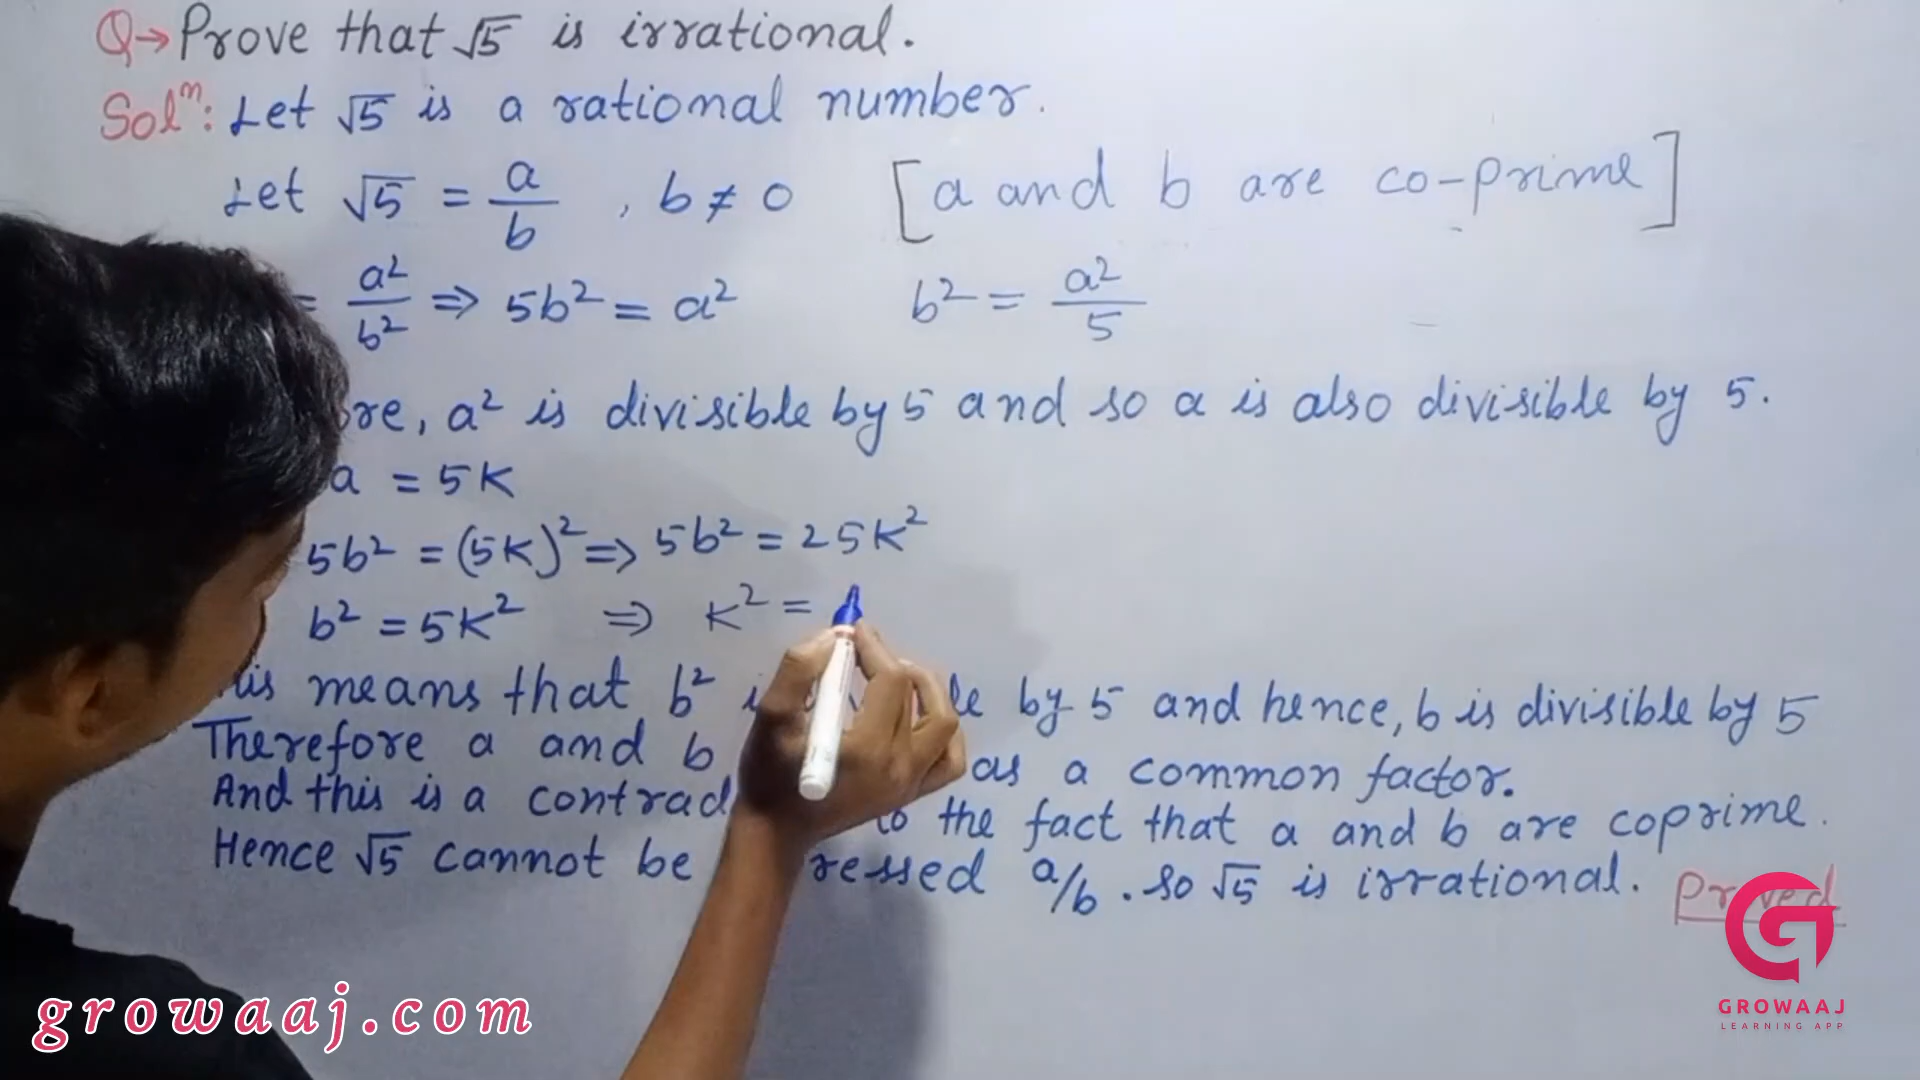 Q→ Prove that √5 is irrational.
Solⁿ: Let √5 is a rational number.
Let √5 = a/b , b ≠ 0 [a and b are co-prime]
= a²/b² ⇒ 5b² = a² b² = a²/5
ore, a² is divisible by 5 and so a is also divisible by 5.
a = 5K
5b² = (5K)² ⇒ 5b² = 25K²
b² = 5K² ⇒ K² =
is means that b² by 5 and hence, b is divisible by 5
Therefore a and b as a common factor.
And this is a contrad to the fact that a and b are coprime.
Hence √5 cannot be ressed a/b . so √5 is irrational. Proved
growaaj.com
GROWAAJ
LEARNING APP